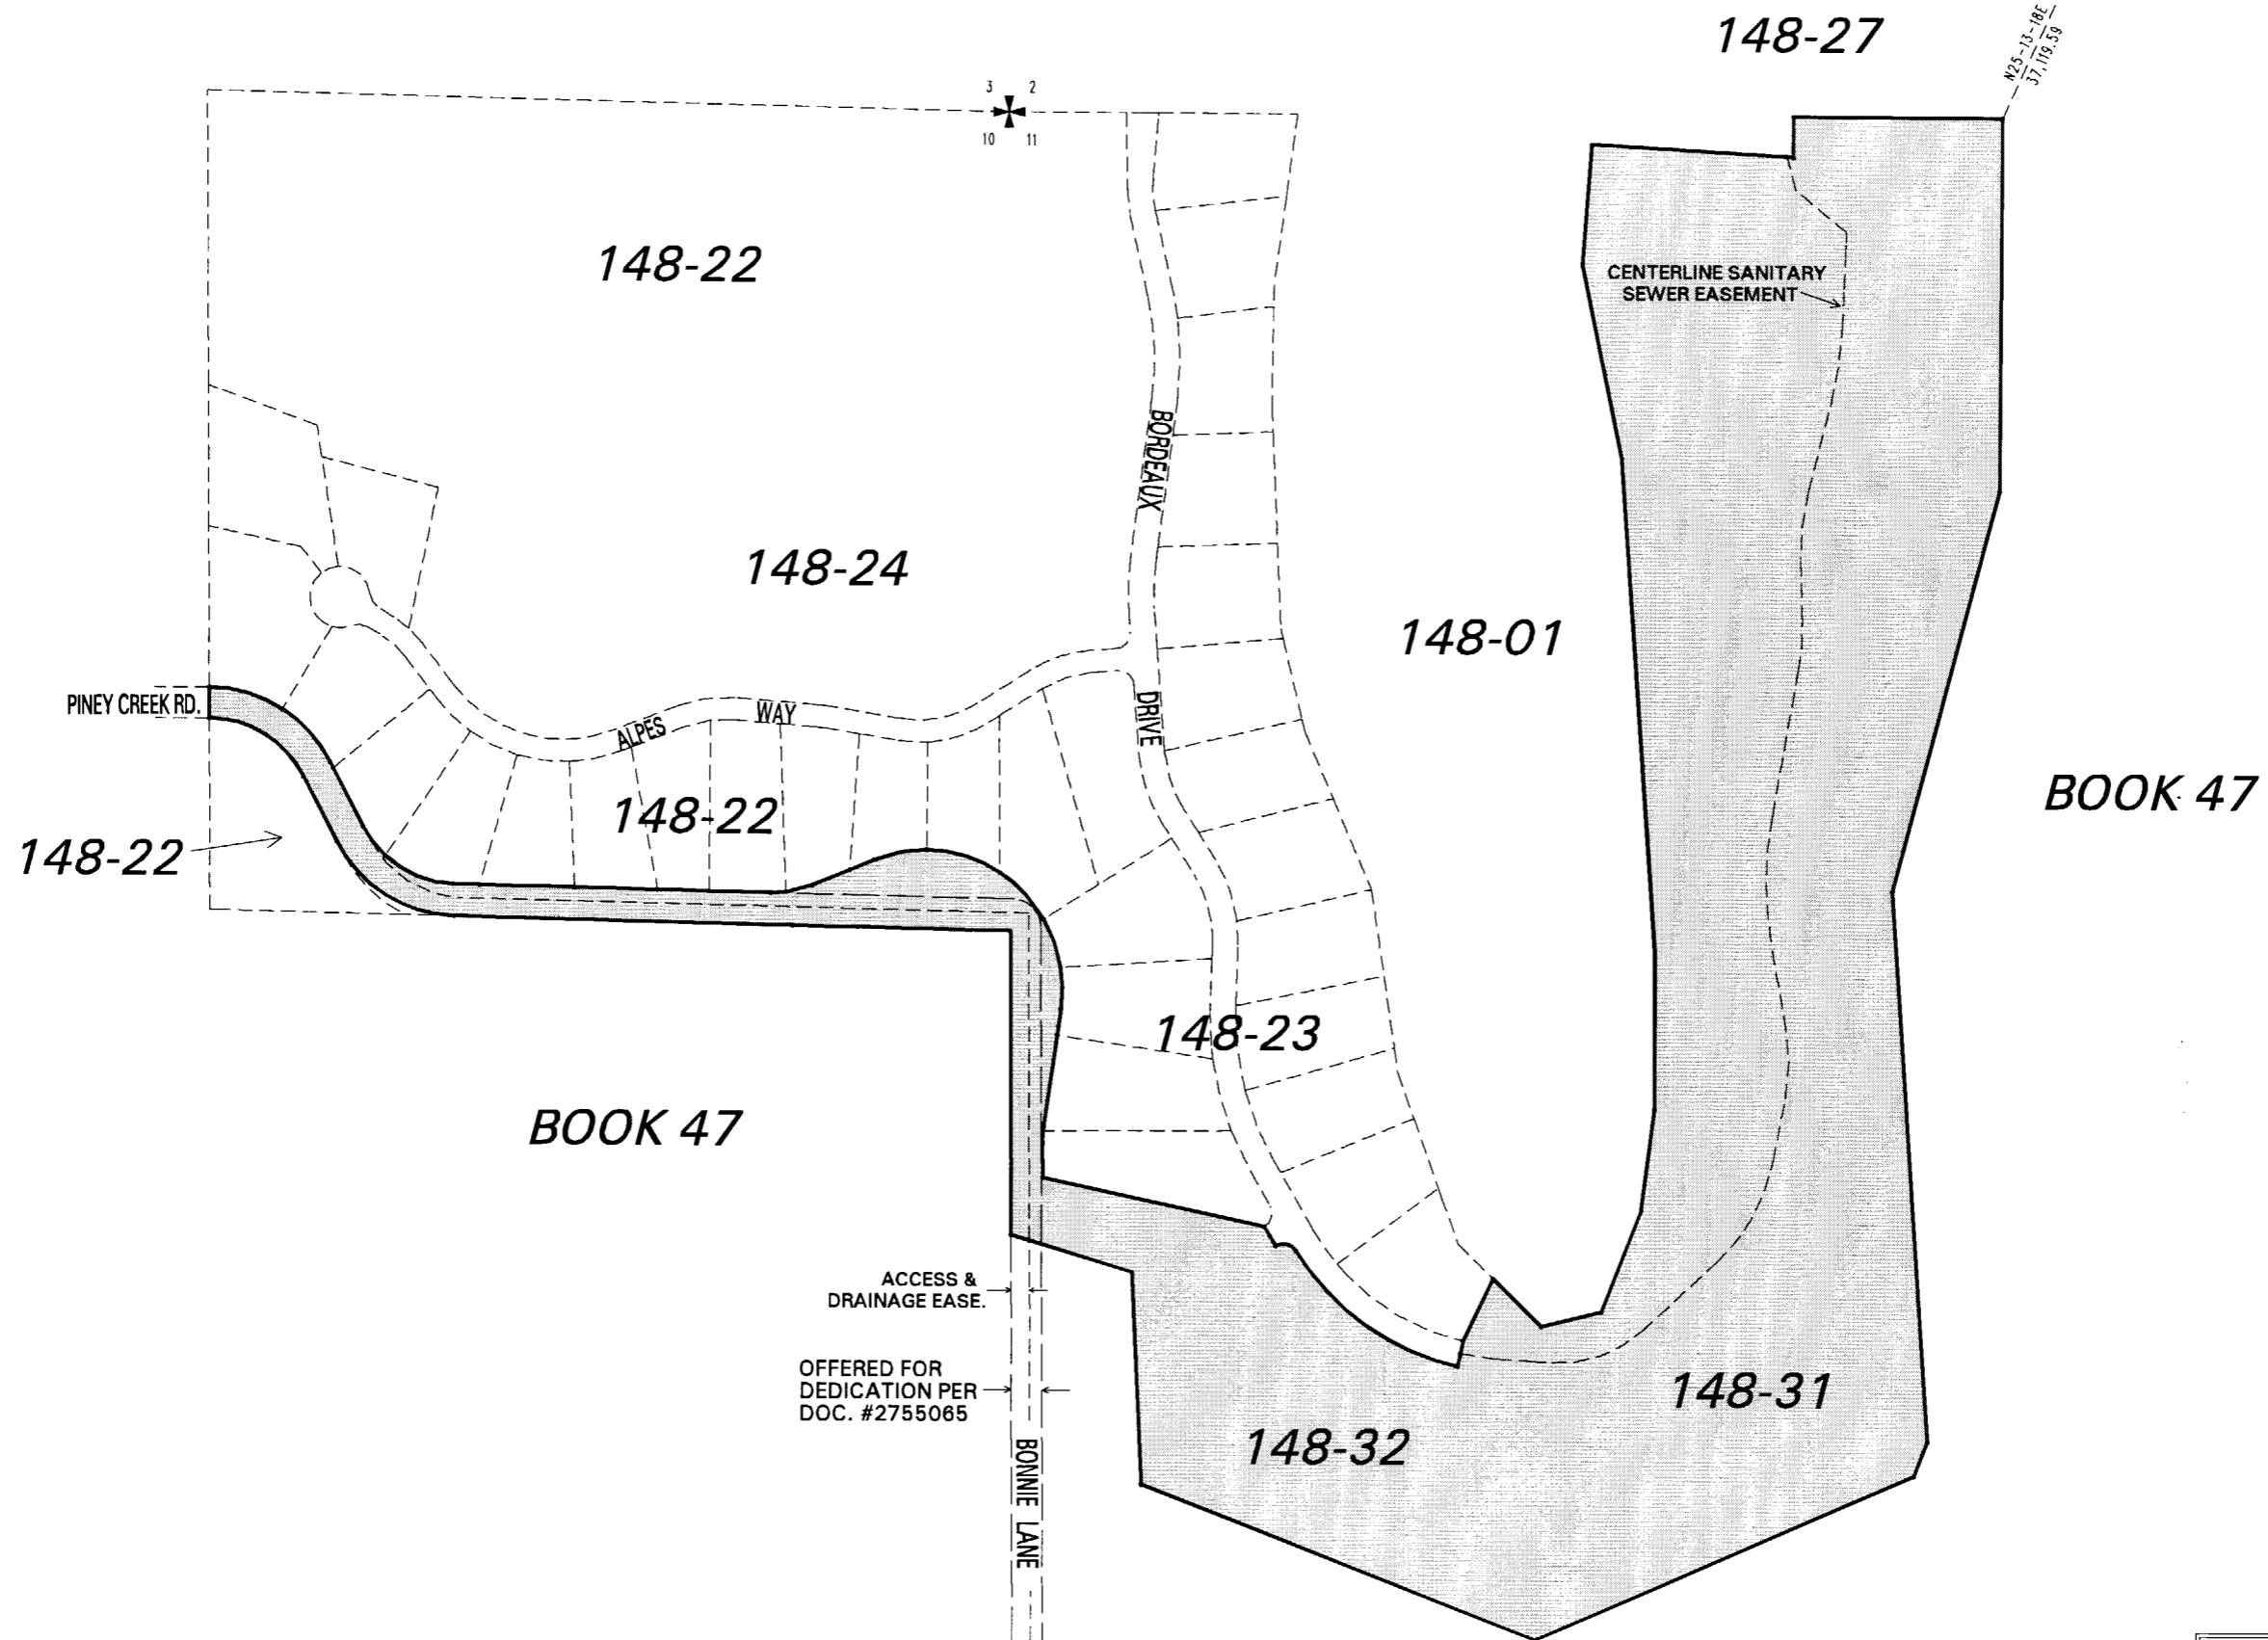 148-27
N25-13-18E
37,119.59
3 2
10 11
148-22
CENTERLINE SANITARY
SEWER EASEMENT
BORDEAUX
148-24
148-01
PINEY CREEK RD.
ALPES
WAY
DRIVE
BOOK 47
148-22
148-22
148-23
BOOK 47
ACCESS &
DRAINAGE EASE.
OFFERED FOR
DEDICATION PER
DOC. #2755065
148-31
148-32
BONNIE LANE